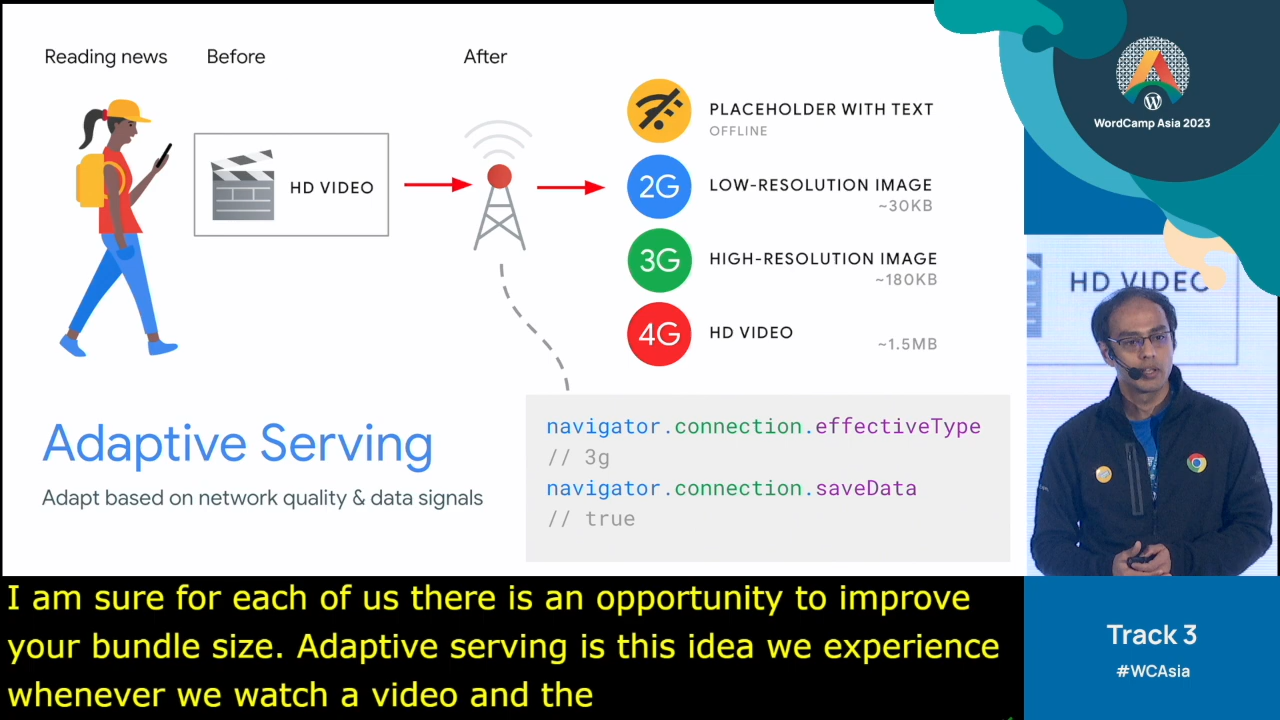 Reading news
Before
After
HD VIDEO
PLACEHOLDER WITH TEXT
OFFLINE
2G
LOW-RESOLUTION IMAGE
~30KB
3G
HIGH-RESOLUTION IMAGE
~180KB
4G
HD VIDEO
~1.5MB
Adaptive Serving
Adapt based on network quality & data signals
navigator.connection.effectiveType
// 3g
navigator.connection.saveData
// true
WordCamp Asia 2023
HD VIDEO
I am sure for each of us there is an opportunity to improve
your bundle size. Adaptive serving is this idea we experience
whenever we watch a video and the
Track 3
#WCAsia